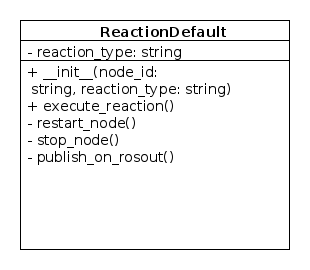 ReactionDefault
- reaction_type: string
+ __init__(node_id:
string, reaction_type: string)
+ execute_reaction()
- restart_node()
- stop_node()
- publish_on_rosout()